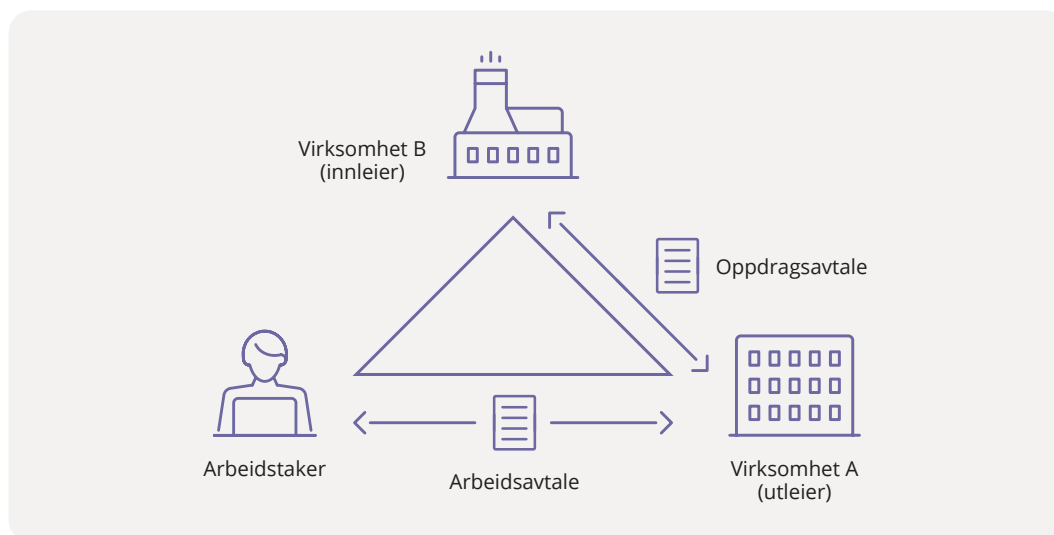 Virksomhet B
(innleier)
Oppdragsavtale
Arbeidstaker
Arbeidsavtale
Virksomhet A
(utleier)